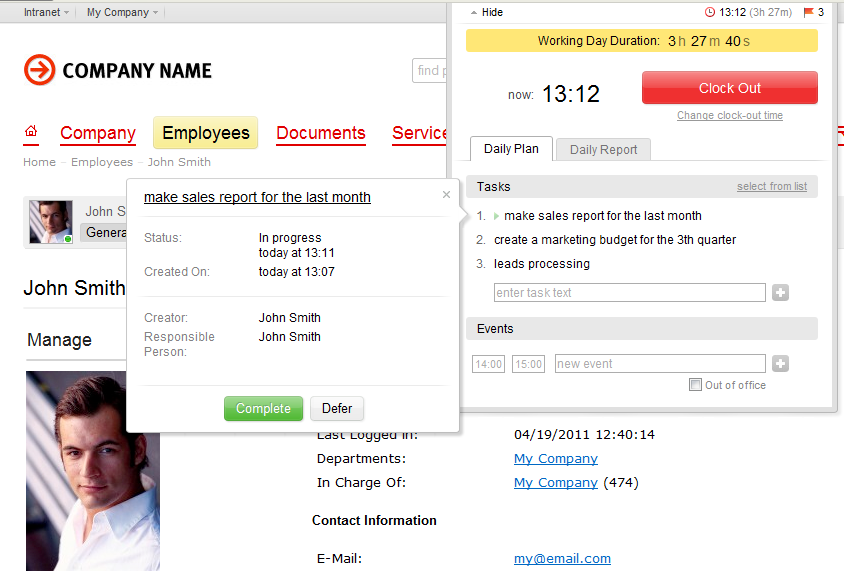 Intranet My Company
Hide 13:12 (3h 27m) 3
Working Day Duration: 3h 27m 40s
COMPANY NAME
find
now: 13:12
Clock Out
Change clock-out time
Company Employees Documents
Daily Plan Daily Report
Home – Employees – John Smith
Tasks select from list
make sales report for the last month
1. make sales report for the last month
2. create a marketing budget for the 3th quarter
3. leads processing
enter task text
Events
14:00 15:00 new event
Out of office
Status: In progress
today at 13:11
Created On: today at 13:07
Creator: John Smith
Responsible
Person: John Smith
Complete Defer
John S
Genera
John Smith
Manage
Last Logged In: 04/19/2011 12:40:14
Departments: My Company
In Charge Of: My Company (474)
Contact Information
E-Mail: my@email.com